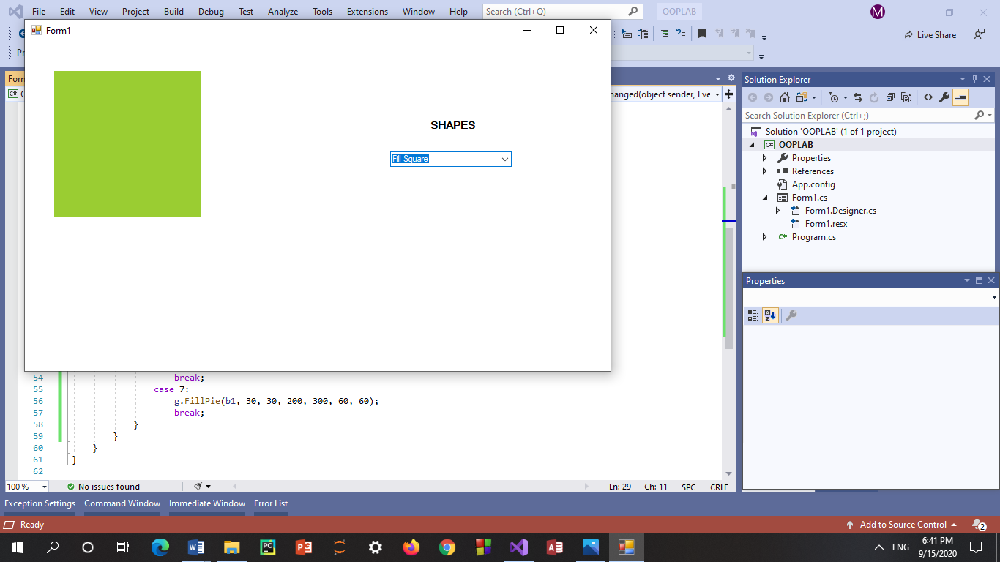 File Edit View Project Build Debug Test Analyze Tools Extensions Window Help Search (Ctrl+Q) OOPLAB M
Form1
Live Share
Pr
Form
C#
hanged(object sender, Eve
SHAPES
Fill Square
Solution Explorer
Search Solution Explorer (Ctrl+;)
Solution 'OOPLAB' (1 of 1 project)
C# OOPLAB
Properties
References
App.config
Form1.cs
Form1.Designer.cs
Form1.resx
C# Program.cs
Properties
54 break;
55 case 7:
56 g.FillPie(b1, 30, 30, 200, 300, 60, 60);
57 break;
58 }
59 }
60 }
61 }
62
100 % No issues found Ln: 29 Ch: 11 SPC CRLF
Exception Settings Command Window Immediate Window Error List
Ready Add to Source Control 2
ENG 6:41 PM
9/15/2020